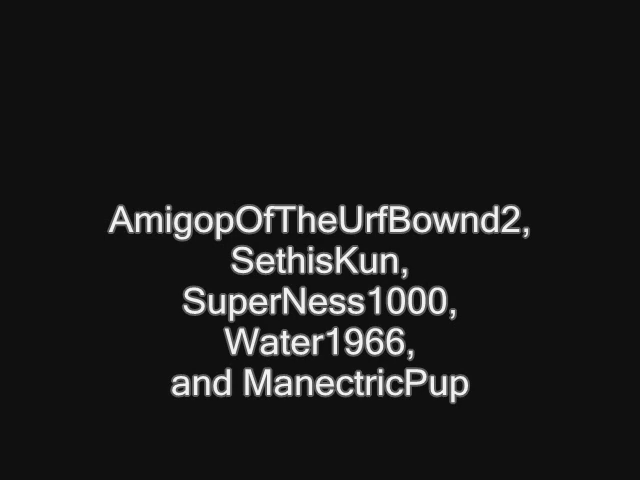 AmigopOfTheUrfBownd2,
SethisKun,
SuperNess1000,
Water1966,
and ManectricPup